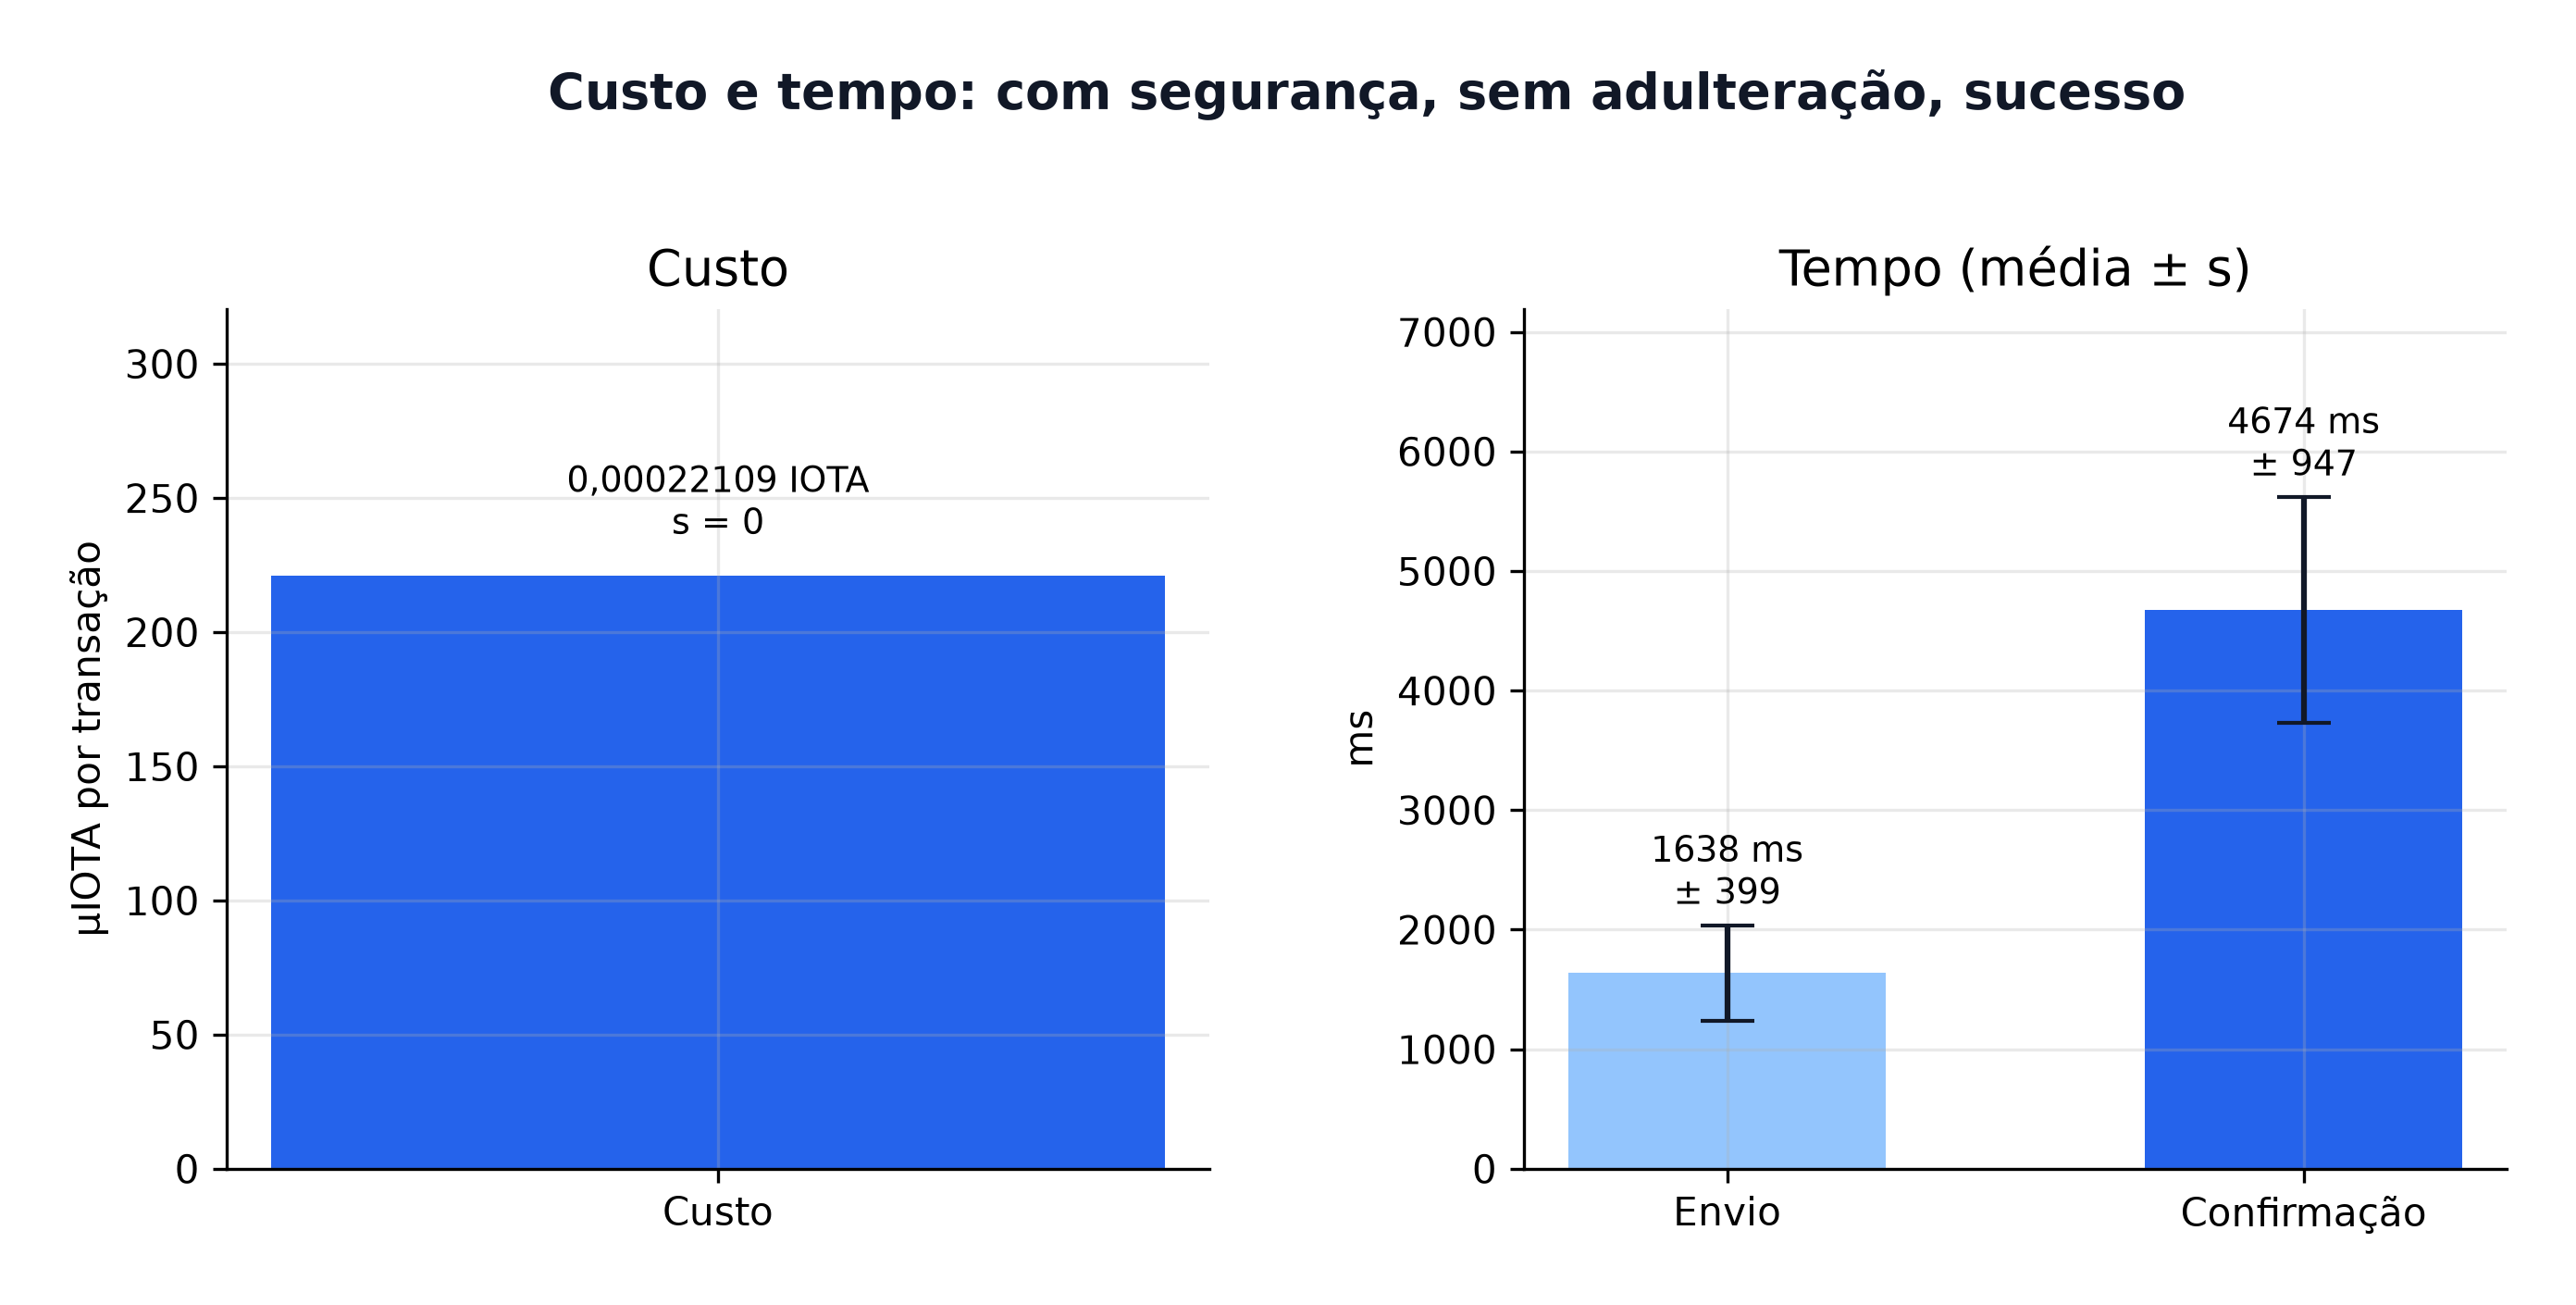 Custo e tempo: com segurança, sem adulteração, sucesso
Custo
µIOTA por transação
300
250
200
150
100
50
0
0,00022109 IOTA
s = 0
Custo
Tempo (média ± s)
ms
7000
6000
5000
4000
3000
2000
1000
0
1638 ms
± 399
4674 ms
± 947
Envio
Confirmação